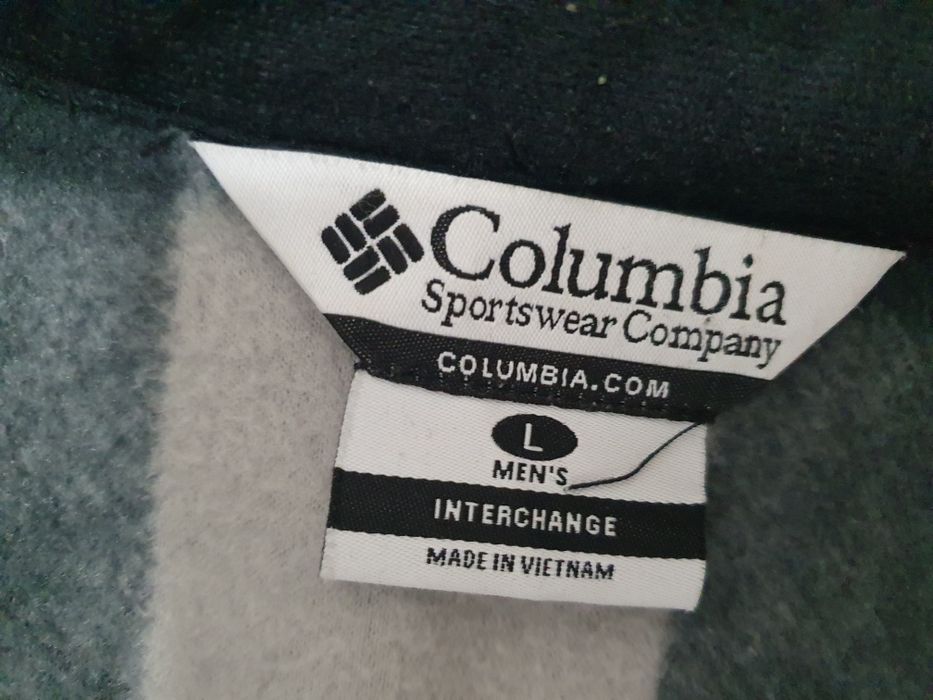 Columbia
Sportswear Company
COLUMBIA.COM
L
MEN'S
INTERCHANGE
MADE IN VIETNAM